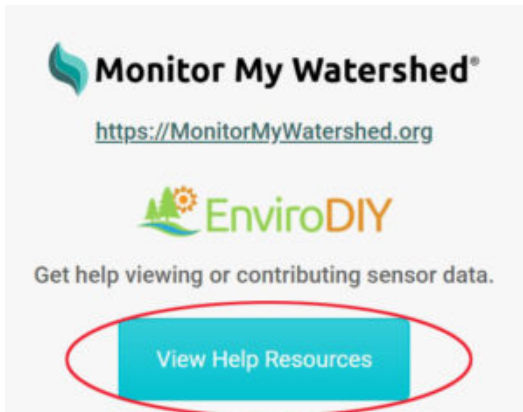 Monitor My Watershed®
https://MonitorMyWatershed.org
EnviroDIY
Get help viewing or contributing sensor data.
View Help Resources